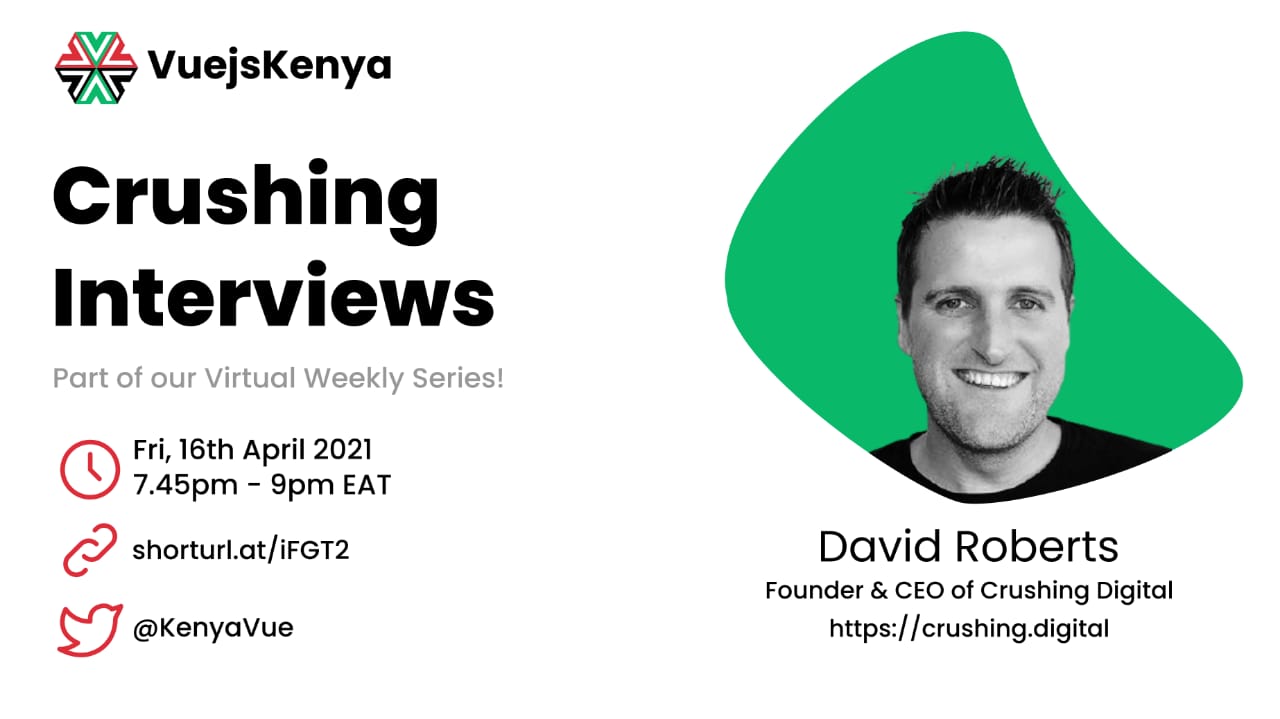 VuejsKenya
Crushing
Interviews
Part of our Virtual Weekly Series!
Fri, 16th April 2021
7.45pm - 9pm EAT
shorturl.at/iFGT2
@KenyaVue
David Roberts
Founder & CEO of Crushing Digital
https://crushing.digital